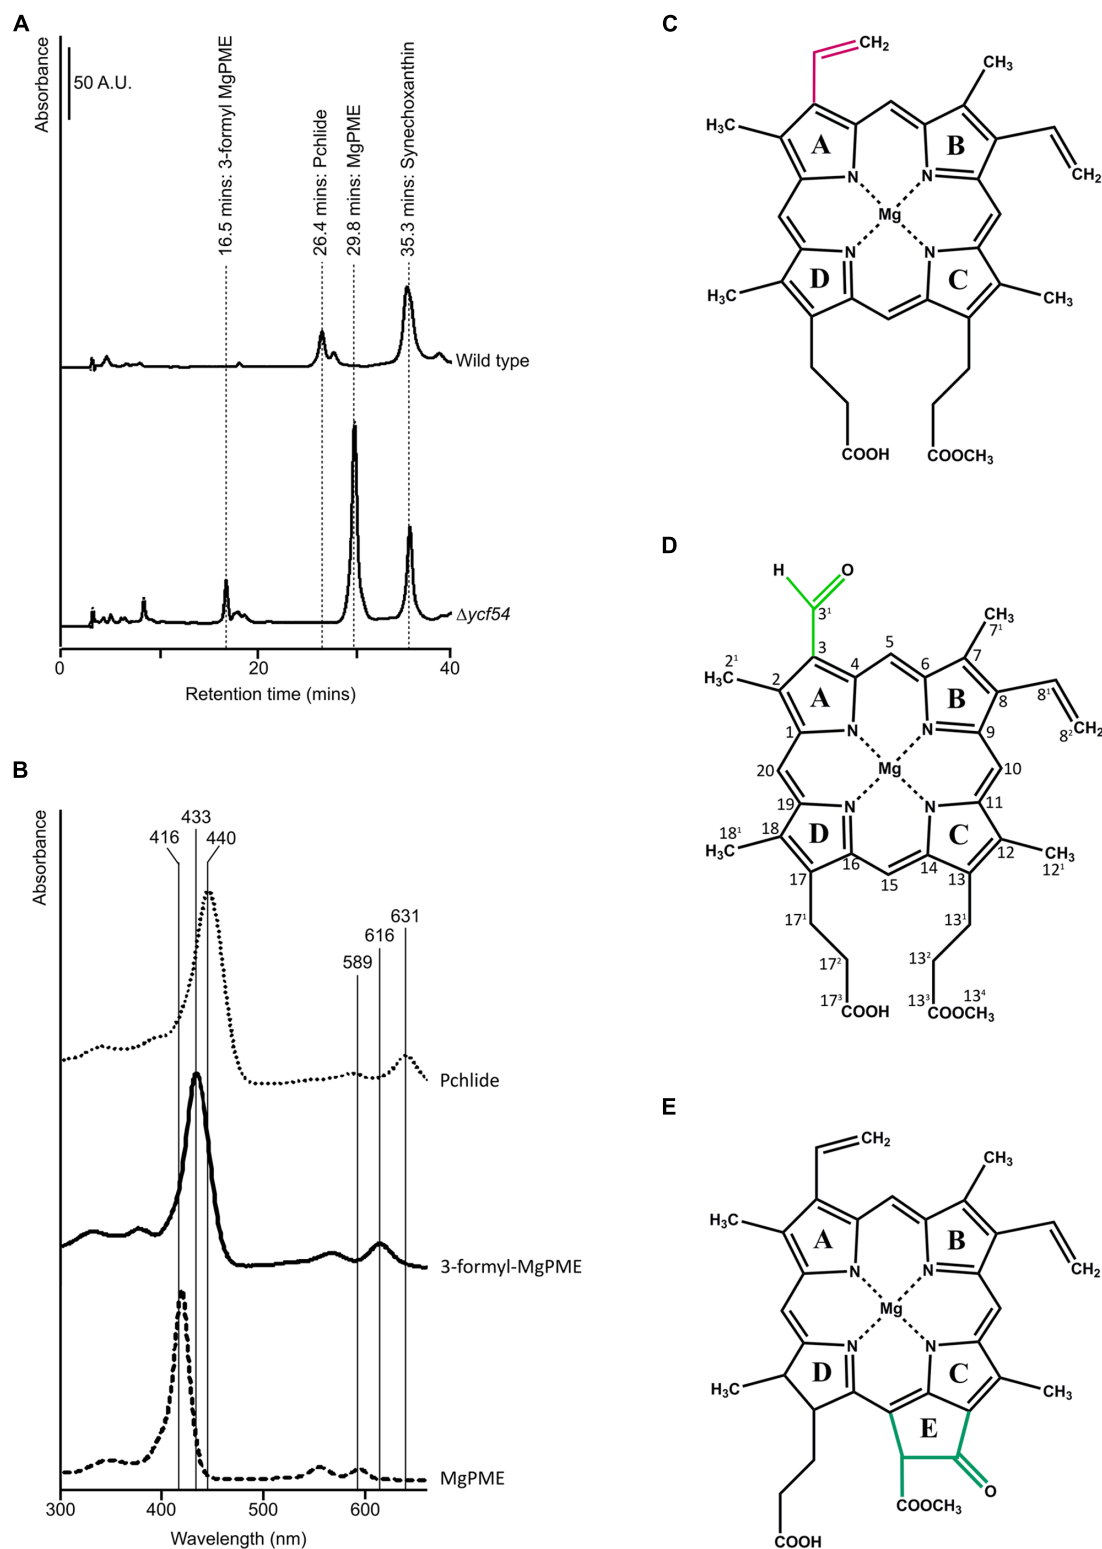 A
Absorbance
50 A.U.
16.5 mins: 3-formyl MgPME
26.4 mins: Pchlide
29.8 mins: MgPME
35.3 mins: Synechoxanthin
Wild type
Δycf54
0 20 40
Retention time (mins)
B
Absorbance
416 433 440
589 616 631
Pchlide
3-formyl-MgPME
MgPME
300 400 500 600
Wavelength (nm)
C
CH₂
CH₃
H₃C
A B
CH₂
N N
Mg
N N
D C
H₃C CH₃
COOH COOCH₃
D
H O
3¹
CH₃
7¹
2¹
H₃C
3 4 5 6 7
2 A B 8 8¹
CH₂
8²
1 N N 9
20 Mg 10
19 N N 11
18¹ 18 D C 12 CH₃
H₃C 12¹
17 16 15 14 13
17¹ 13¹
17² 13²
17³ COOH 13³ COOCH₃ 13⁴
E
CH₂
CH₃
H₃C
A B
CH₂
N N
Mg
N N
D C
H₃C CH₃
E
O
COOCH₃
COOH